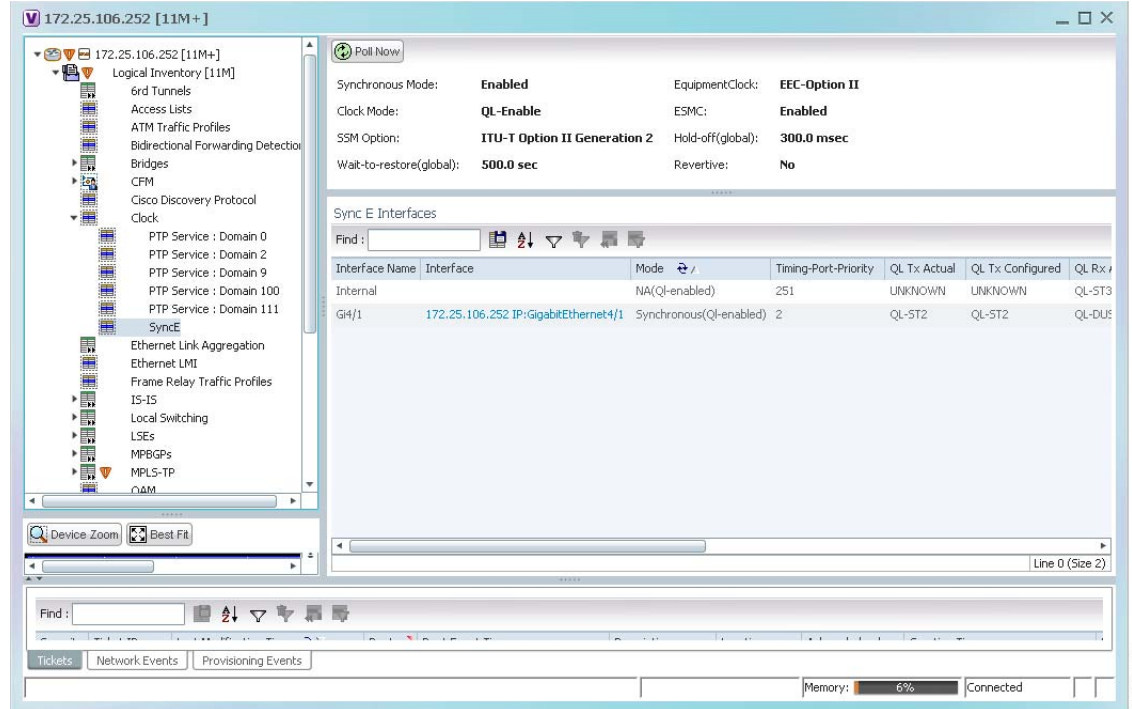 172.25.106.252 [11M+]
172.25.106.252 [11M+]
Logical Inventory [11M]
6rd Tunnels
Access Lists
ATM Traffic Profiles
Bidirectional Forwarding Detection
Bridges
CFM
Cisco Discovery Protocol
Clock
PTP Service : Domain 0
PTP Service : Domain 2
PTP Service : Domain 9
PTP Service : Domain 100
PTP Service : Domain 111
SyncE
Ethernet Link Aggregation
Ethernet LMI
Frame Relay Traffic Profiles
IS-IS
Local Switching
LSEs
MPBGPs
MPLS-TP
OAM
Device Zoom Best Fit
Poll Now
Synchronous Mode: Enabled EquipmentClock: EEC-Option II
Clock Mode: QL-Enable ESMC: Enabled
SSM Option: ITU-T Option II Generation 2 Hold-off(global): 300.0 msec
Wait-to-restore(global): 500.0 sec Revertive: No
Sync E Interfaces
Find :
Interface Name Interface Mode Timing-Port-Priority QL Tx Actual QL Tx Configured QL Rx
Internal NA(Ql-enabled) 251 UNKNOWN UNKNOWN QL-ST3
Gi4/1 172.25.106.252 IP:GigabitEthernet4/1 Synchronous(Ql-enabled) 2 QL-ST2 QL-ST2 QL-DUS
Line 0 (Size 2)
Find :
Tickets Network Events Provisioning Events
Memory: 6% Connected